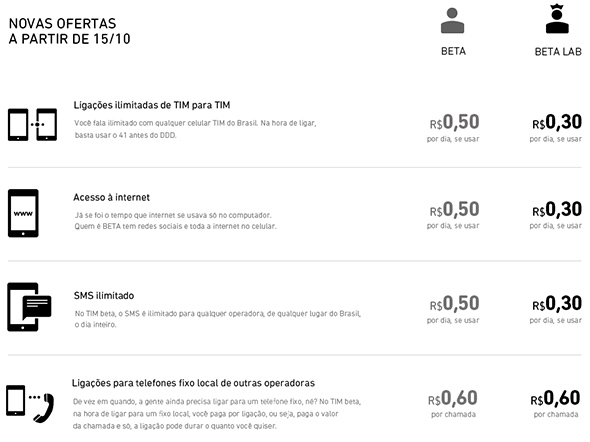 NOVAS OFERTAS
A PARTIR DE 15/10
BETA
BETA LAB
Ligações ilimitadas de TIM para TIM
Você fala ilimitado com qualquer celular TIM do Brasil. Na hora de ligar,
basta usar o 41 antes do DDD.
R$0,50
por dia, se usar
R$0,30
por dia, se usar
www
Acesso à internet
Já se foi o tempo que internet se usava só no computador.
Quem é BETA tem redes sociais e toda a internet no celular.
R$0,50
por dia, se usar
R$0,30
por dia, se usar
SMS ilimitado
No TIM beta, o SMS é ilimitado para qualquer operadora, de qualquer lugar do Brasil,
o dia inteiro.
R$0,50
por dia, se usar
R$0,30
por dia, se usar
Ligações para telefones fixo local de outras operadoras
De vez em quando, a gente ainda precisa ligar para um telefone fixo, né? No TIM beta,
na hora de ligar para um fixo local, você paga por ligação, ou seja, paga o valor
da chamada e só, a ligação pode durar o quanto você quiser.
R$0,60
por chamada
R$0,60
por chamada